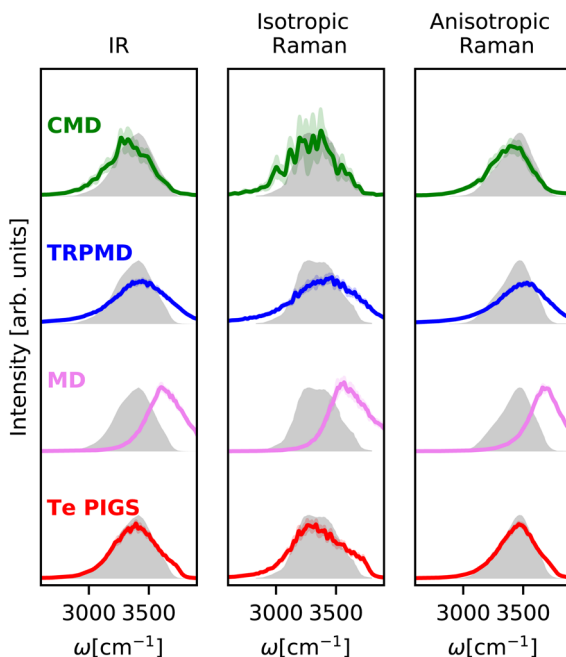 IR
Isotropic
Raman
Anisotropic
Raman
CMD
TRPMD
MD
Te PIGS
Intensity [arb. units]
3000 3500
3000 3500
3000 3500
ω[cm⁻¹]
ω[cm⁻¹]
ω[cm⁻¹]